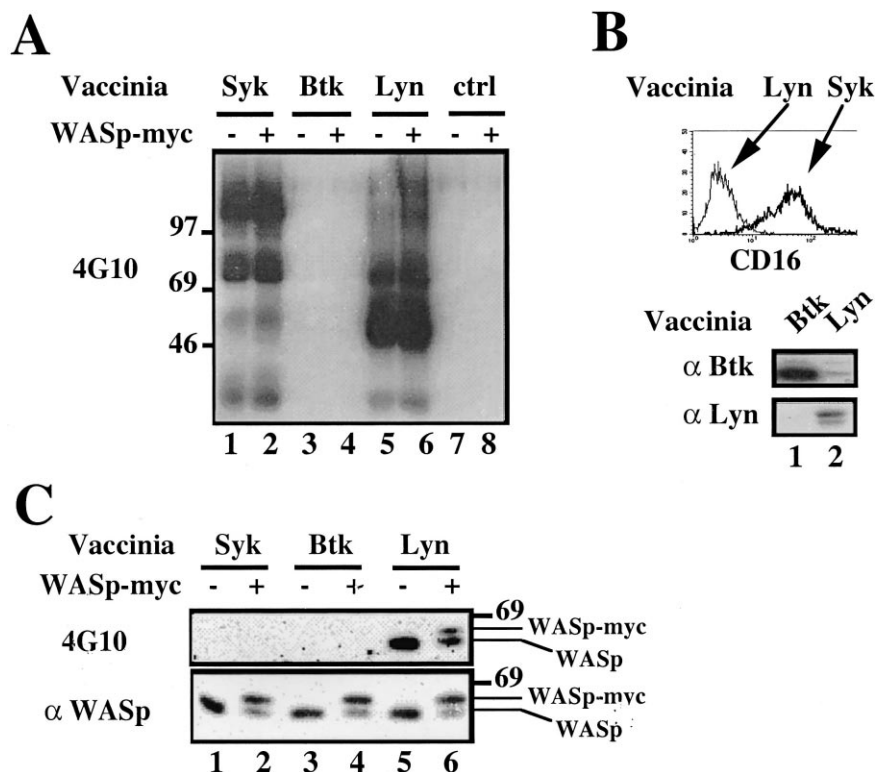 A
Vaccinia Syk Btk Lyn ctrl
WASp-myc - + - + - + - +
97
4G10
69
46
1 2 3 4 5 6 7 8
B
Vaccinia Lyn Syk
CD16
Vaccinia Btk Lyn
α Btk
α Lyn
1 2
C
Vaccinia Syk Btk Lyn
WASp-myc - + - + - +
69
4G10
WASp-myc
WASp
69
α WASp
WASp-myc
WASp
1 2 3 4 5 6